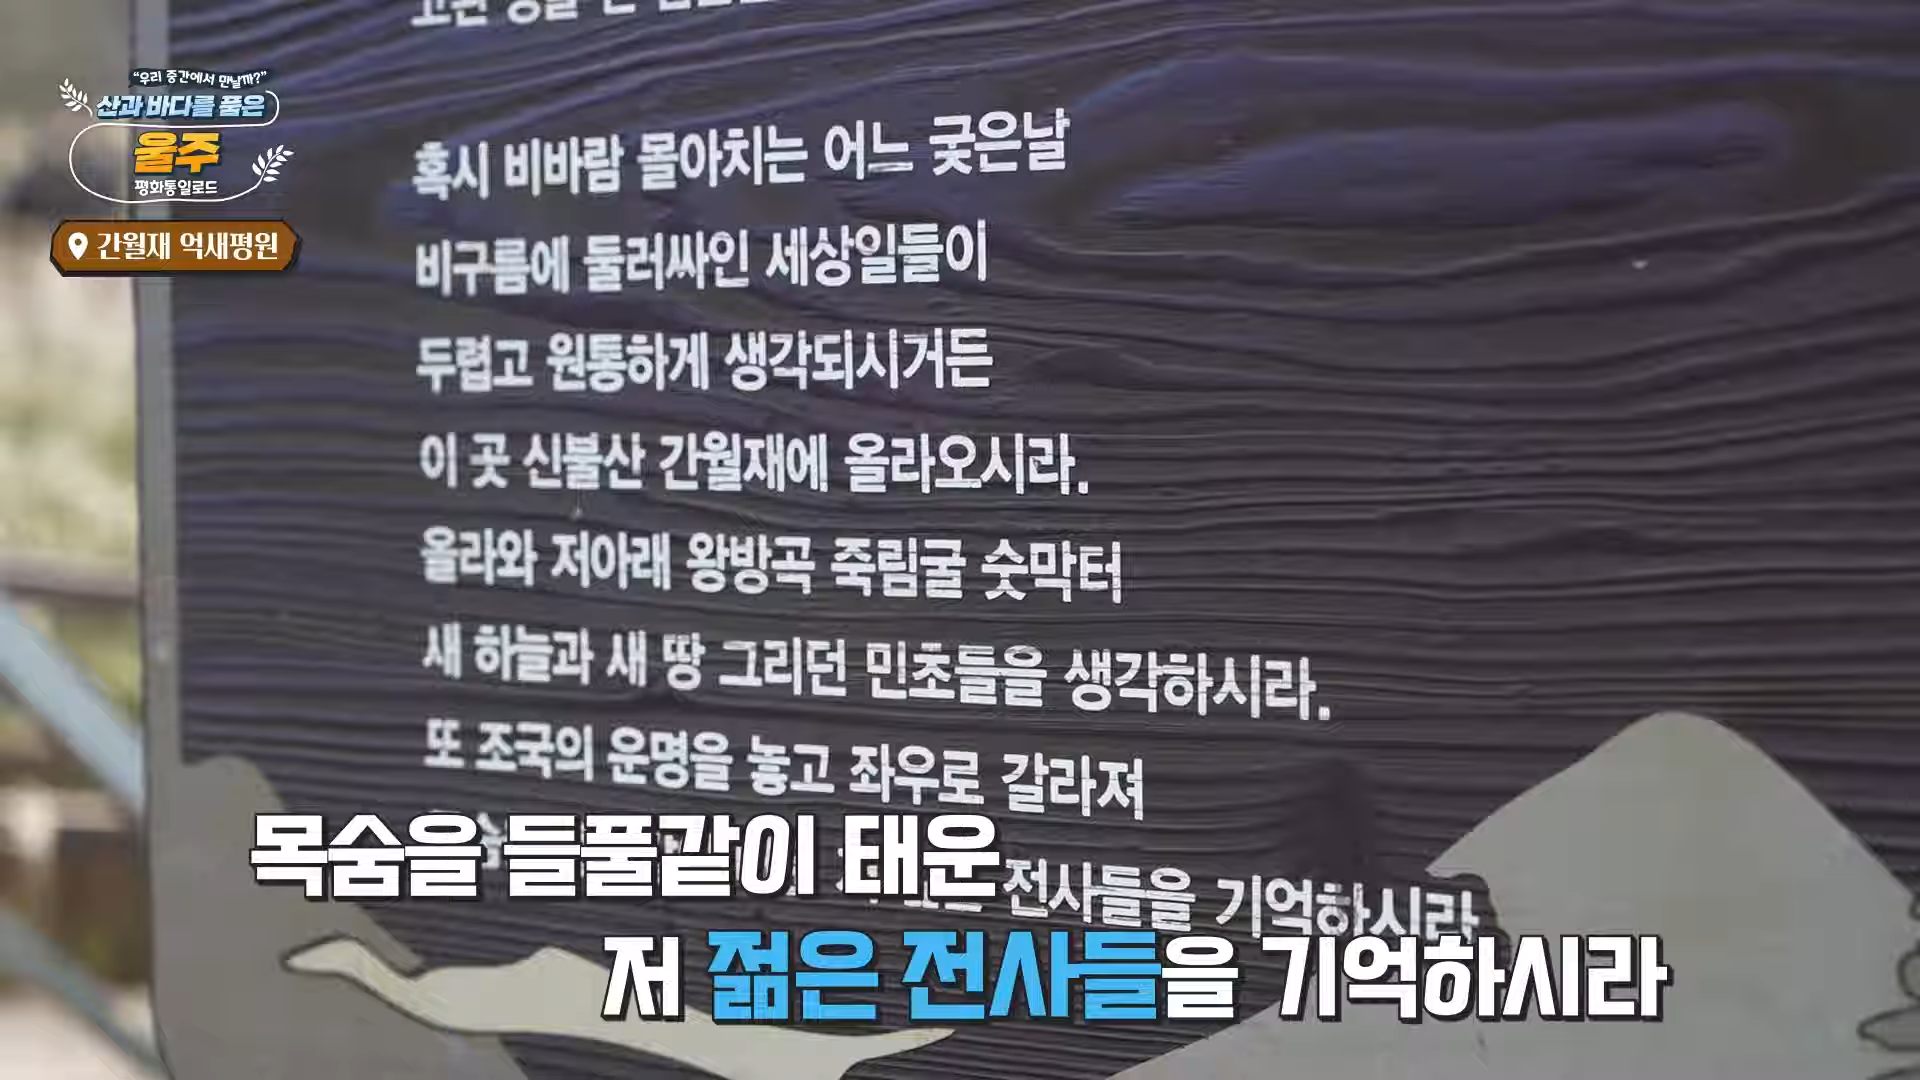 "우리 중간에서 만날까?"
산과 바다를 품은
울주
평화통일로드
간월재 억새평원
혹시 비바람 몰아치는 어느 궂은날
비구름에 둘러싸인 세상일들이
두렵고 원통하게 생각되시거든
이 곳 신불산 간월재에 올라오시라.
올라와 저아래 왕방곡 죽림굴 숯막터
새 하늘과 새 땅 그리던 민초들을 생각하시라.
또 조국의 운명을 놓고 좌우로 갈라져
전사들을 기억하시라
목숨을 들풀같이 태운
저 젊은 전사들을 기억하시라